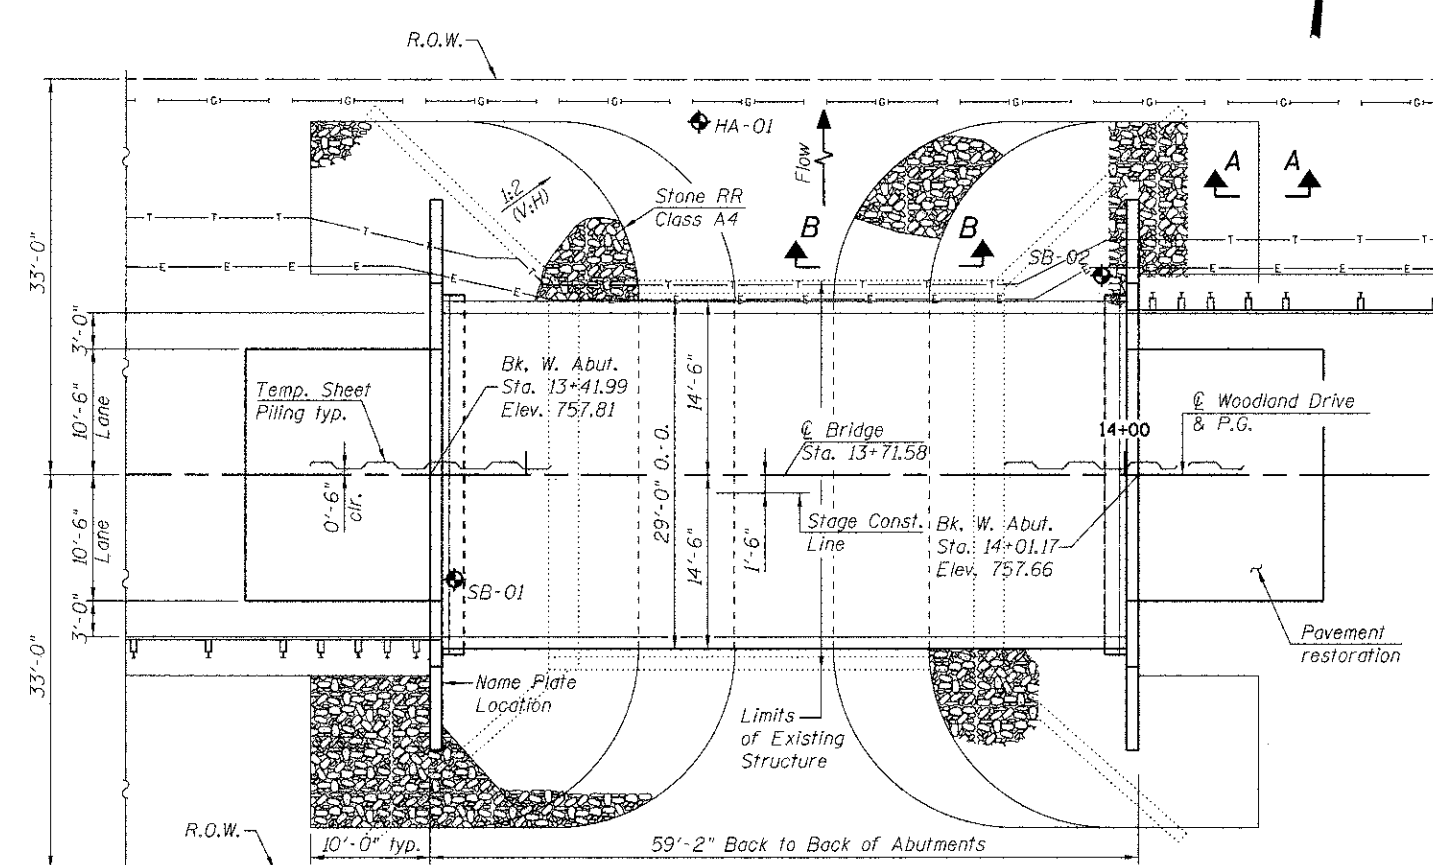 R.O.W.
G G G G G G G G G G
HA-01
Flow
A A
33'-0"
1:2
(V:H)
Stone RR
Class A4
T T T T T
B B
SB-02
T T T T
E E E E E E
T T T T T T
E E E E
E E E E E
3'-0"
10'-6"
Lane
Temp. Sheet
Piling typ.
Bk. W. Abut.
Sta. 13+41.99
Elev. 757.81
14'-6"
29'-0" O.-O.
℄ Bridge
Sta. 13+71.58
14+00
℄ Woodland Drive
& P.G.
0'-6"
clr.
10'-6"
Lane
14'-6"
1'-6"
Stage Const.
Line
Bk. W. Abut.
Sta. 14+01.17
Elev. 757.66
SB-01
3'-0"
33'-0"
Pavement
restoration
Name Plate
Location
Limits
of Existing
Structure
R.O.W.
10'-0" typ.
59'-2" Back to Back of Abutments